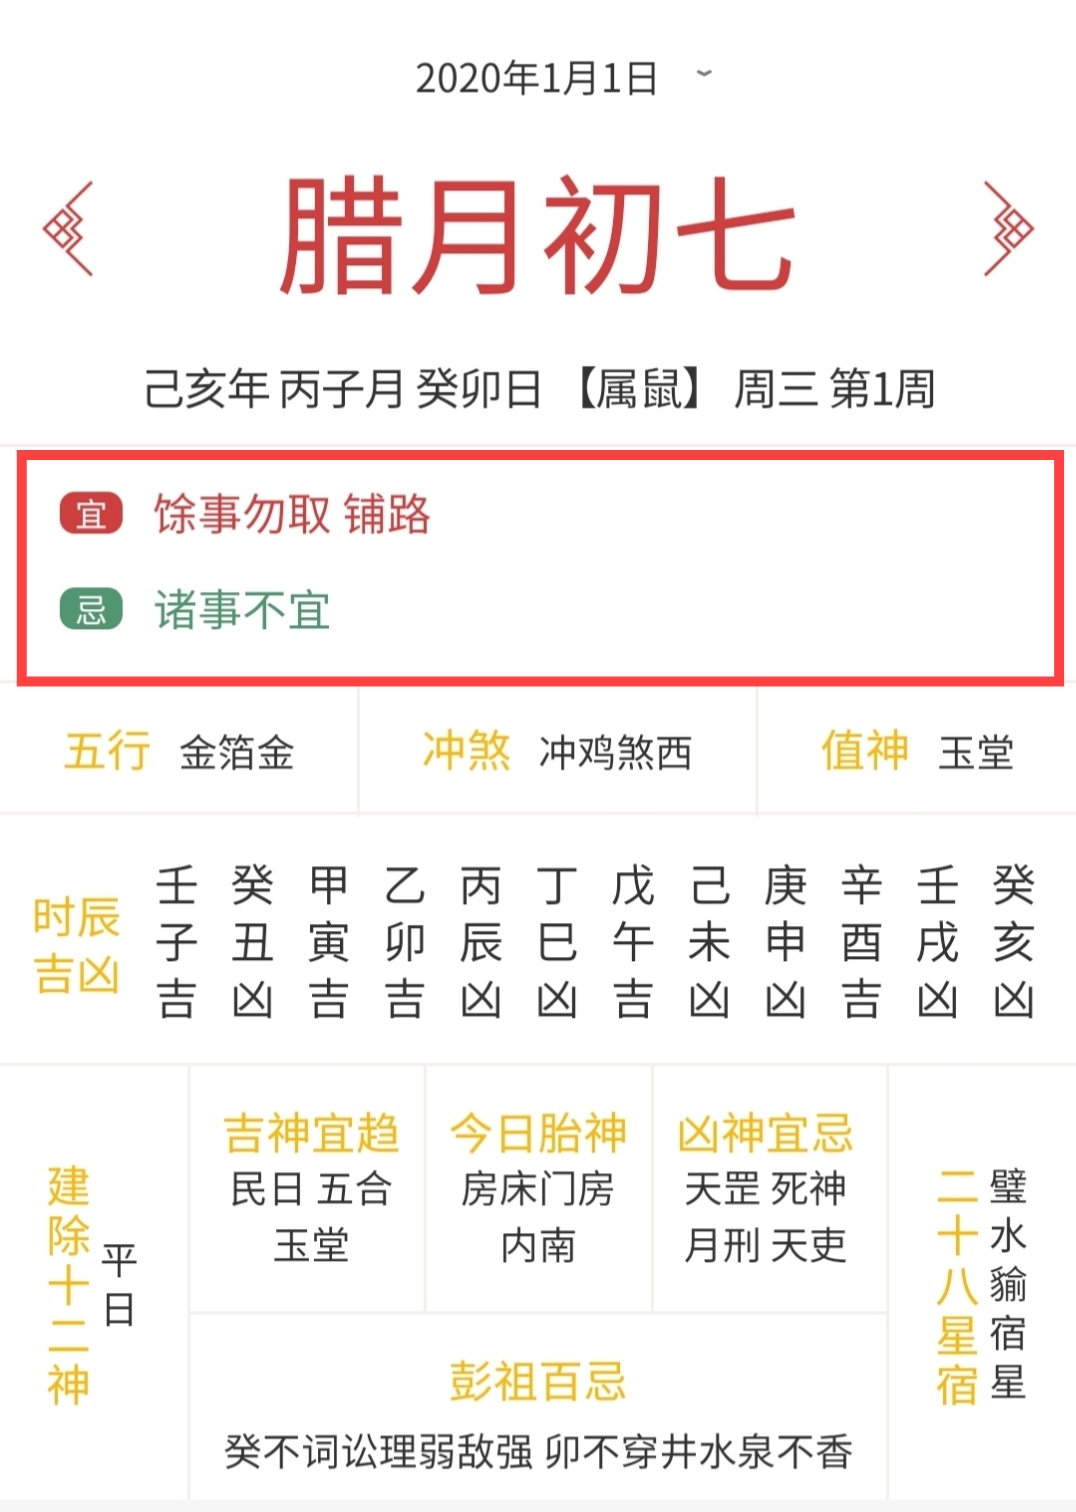 2020年1月1日
腊月初七
己亥年 丙子月 癸卯日 【属鼠】 周三 第1周
宜 馀事勿取 铺路
忌 诸事不宜
五行 金箔金
冲煞 冲鸡煞西
值神 玉堂
时辰
吉凶
壬子吉
癸丑凶
甲寅吉
乙卯吉
丙辰凶
丁巳凶
戊午吉
己未凶
庚申凶
辛酉吉
壬戌凶
癸亥凶
建除十二神
平日
吉神宜趋
民日 五合
玉堂
今日胎神
房床门房
内南
凶神宜忌
天罡 死神
月刑 天吏
彭祖百忌
癸不词讼理弱敌强 卯不穿井水泉不香
二十八星宿
璧水貐宿星